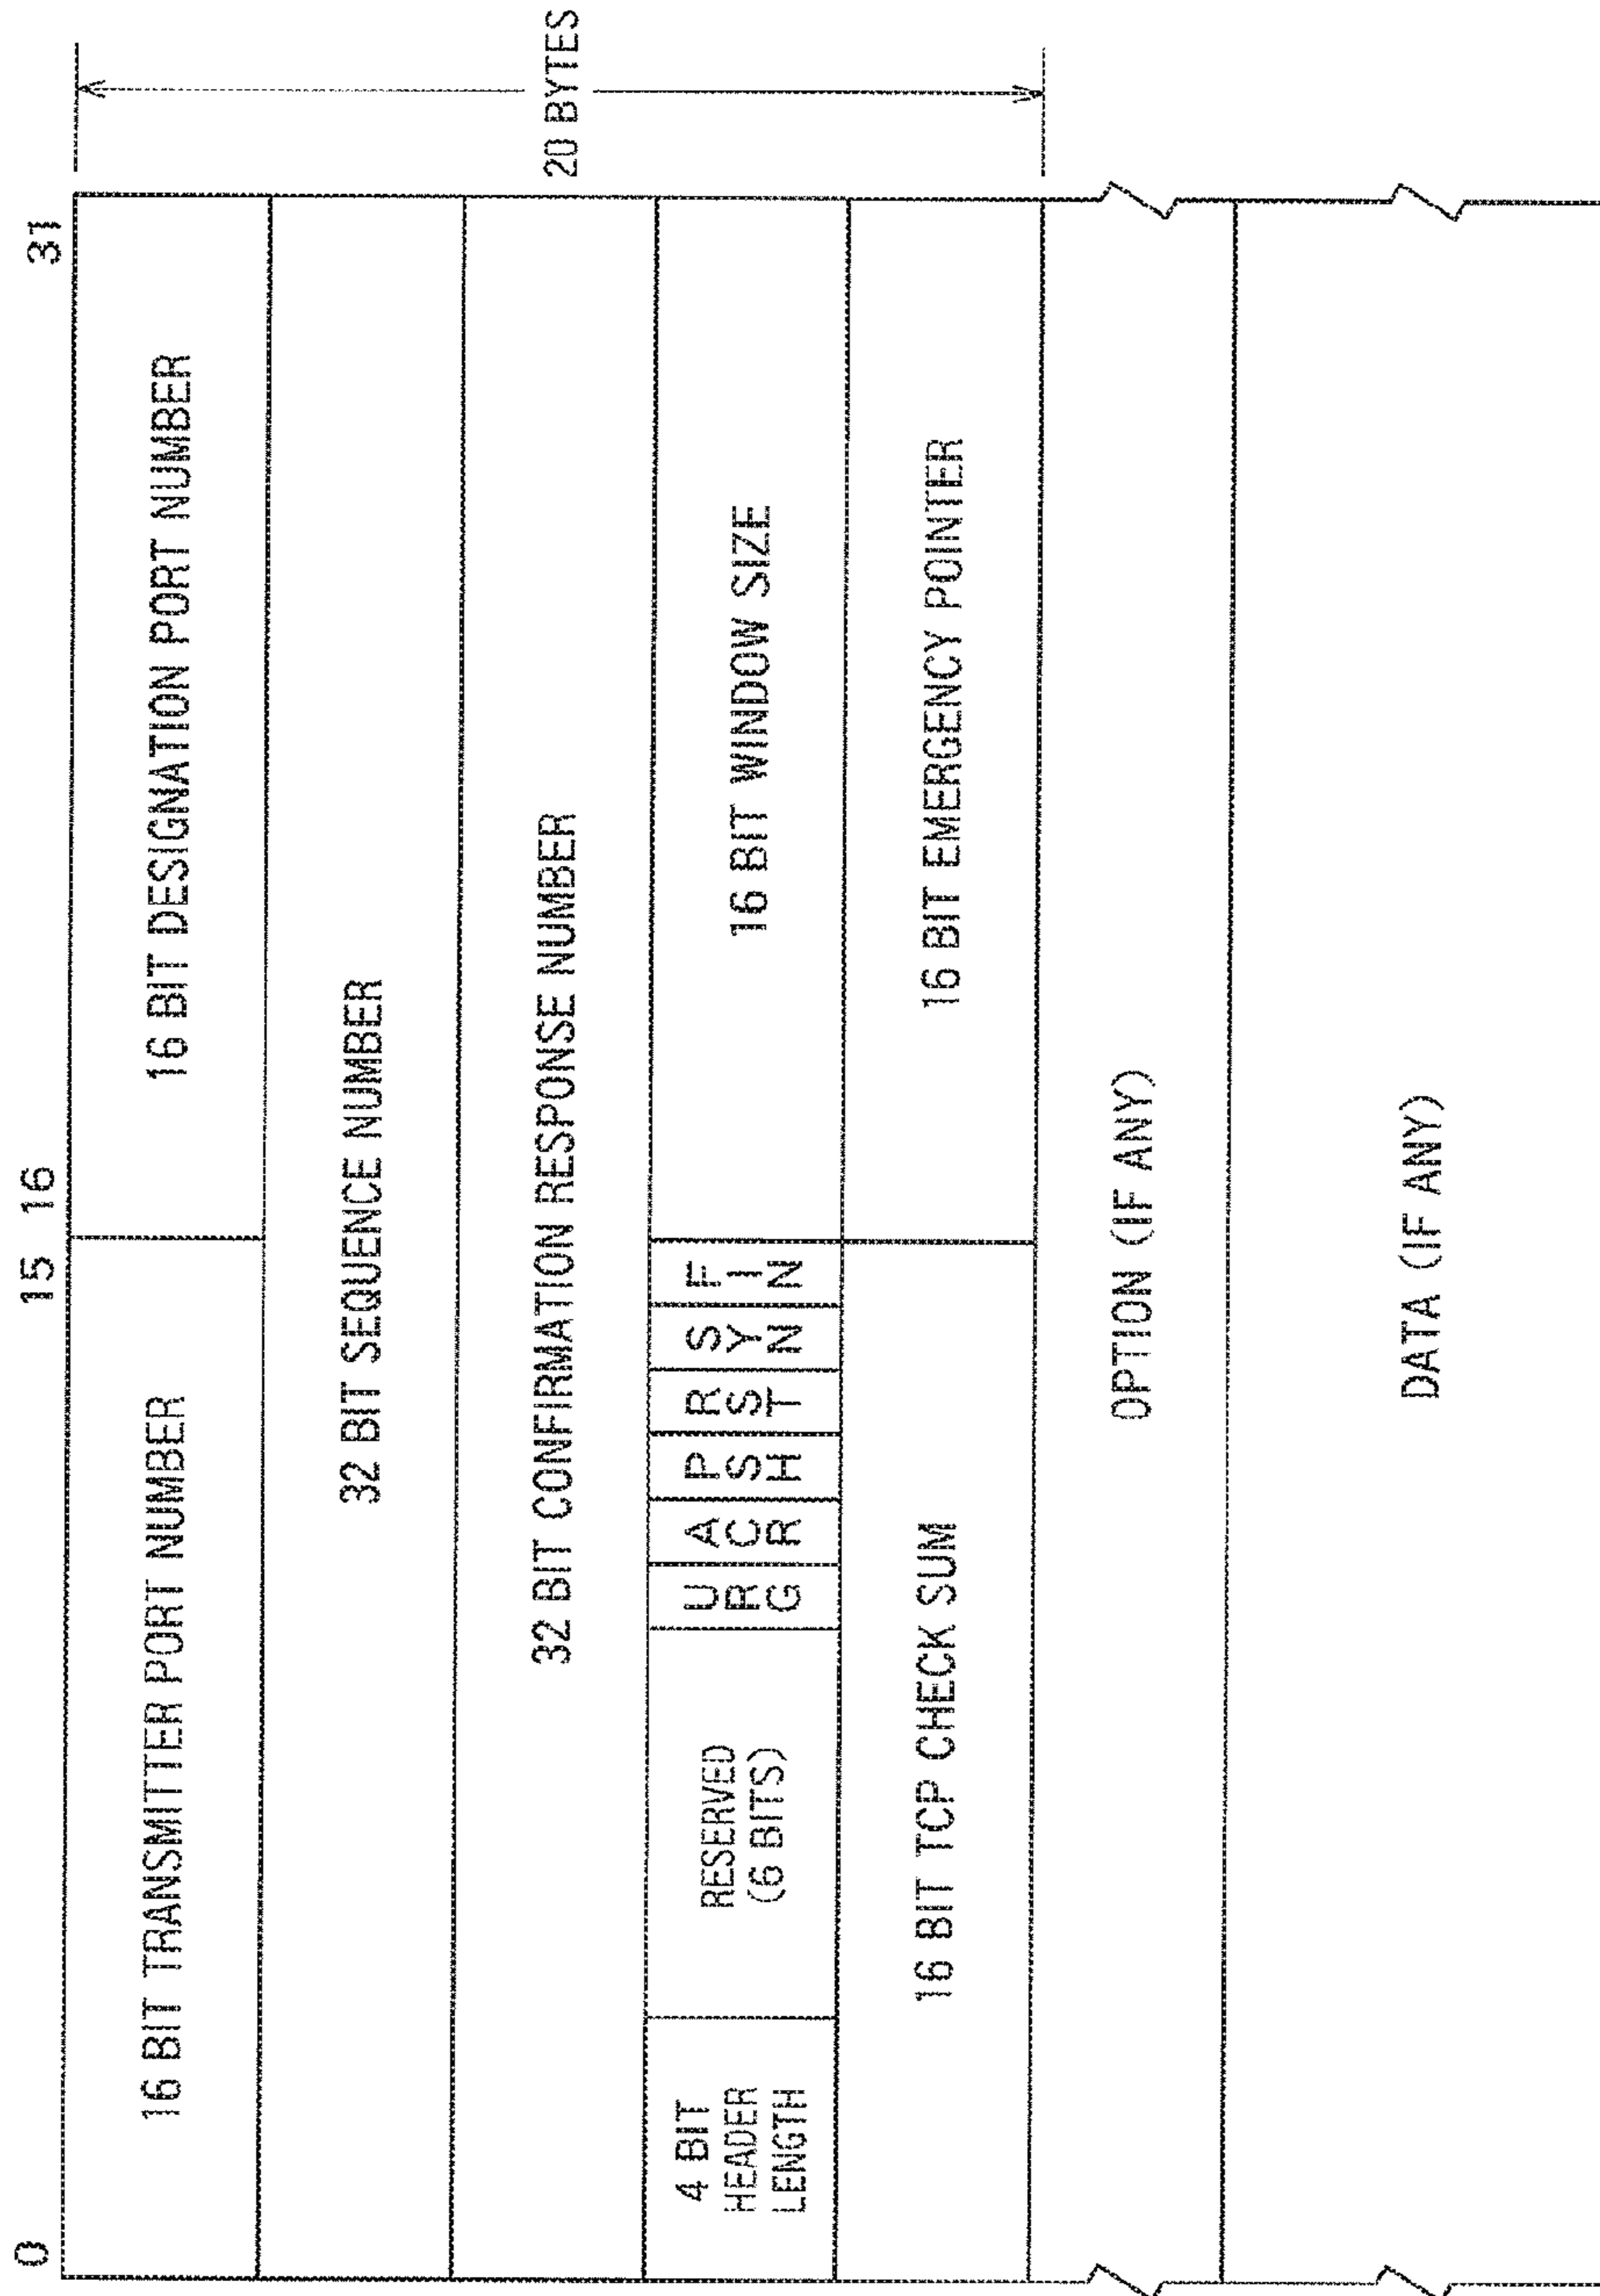 0
15
16
31
16 BIT TRANSMITTER PORT NUMBER
16 BIT DESIGNATION PORT NUMBER
32 BIT SEQUENCE NUMBER
32 BIT CONFIRMATION RESPONSE NUMBER
4 BIT
HEADER
LENGTH
RESERVED
(6 BITS)
URG
ACR
PSH
RST
SYN
FIN
16 BIT WINDOW SIZE
16 BIT TCP CHECK SUM
16 BIT EMERGENCY POINTER
OPTION (IF ANY)
DATA (IF ANY)
20 BYTES